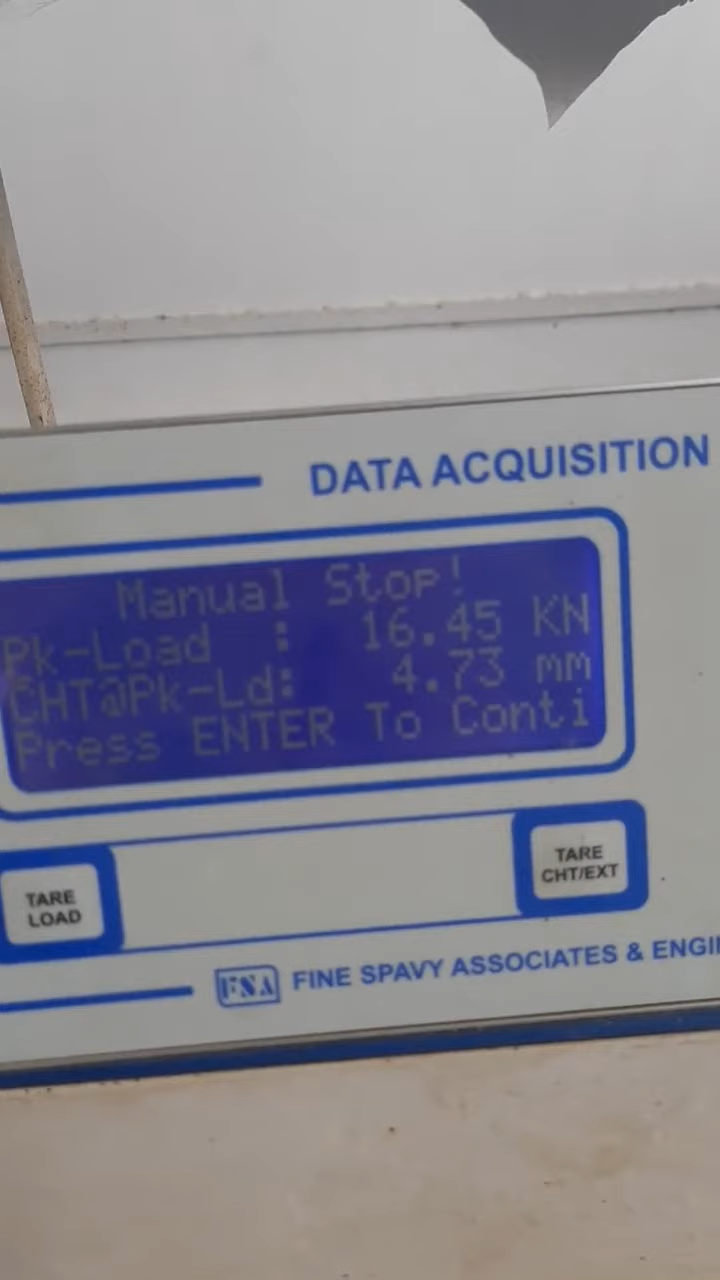 DATA ACQUISITION
Manual Stop!
Pk-Load : 16.45 KN
CHT@Pk-Ld: 4.73 mm
Press ENTER To Conti
TARE
LOAD
TARE
CHT/EXT
FSA FINE SPAVY ASSOCIATES & ENGI